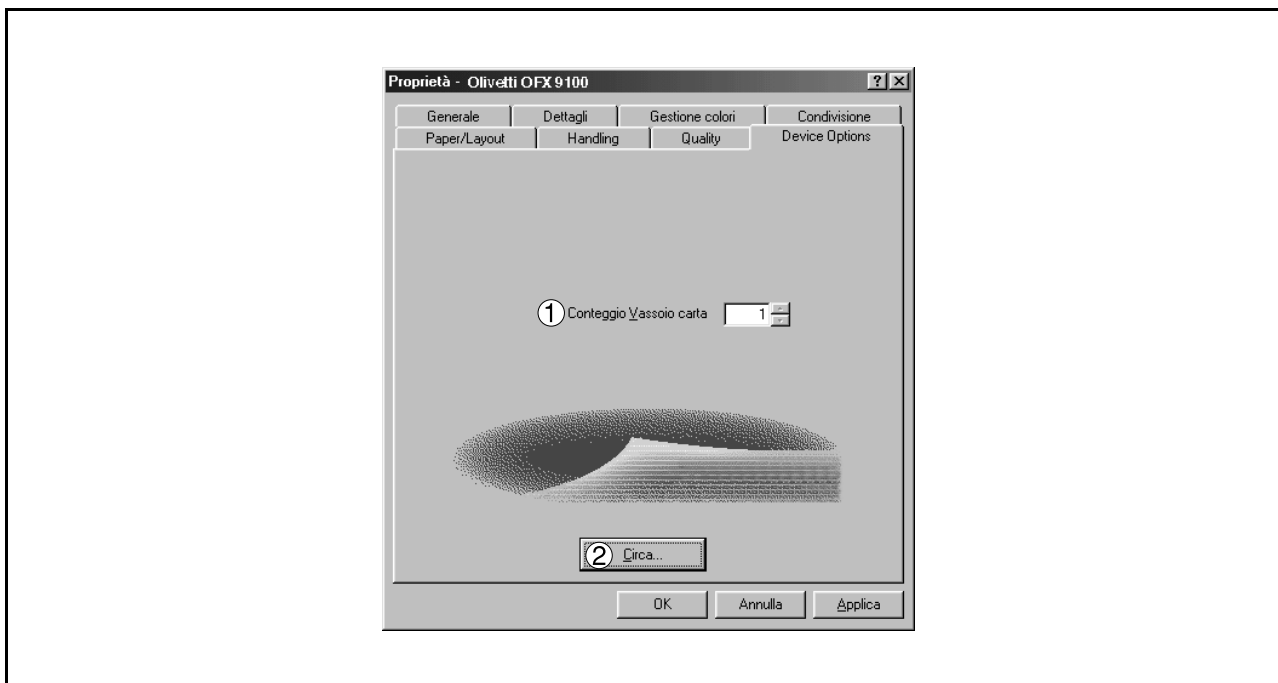 Proprietà - Olivetti OFX 9100 ? X
Generale Dettagli Gestione colori Condivisione
Paper/Layout Handling Quality Device Options
1 Conteggio Vassoio carta 1
2 Circa...
OK Annulla Applica